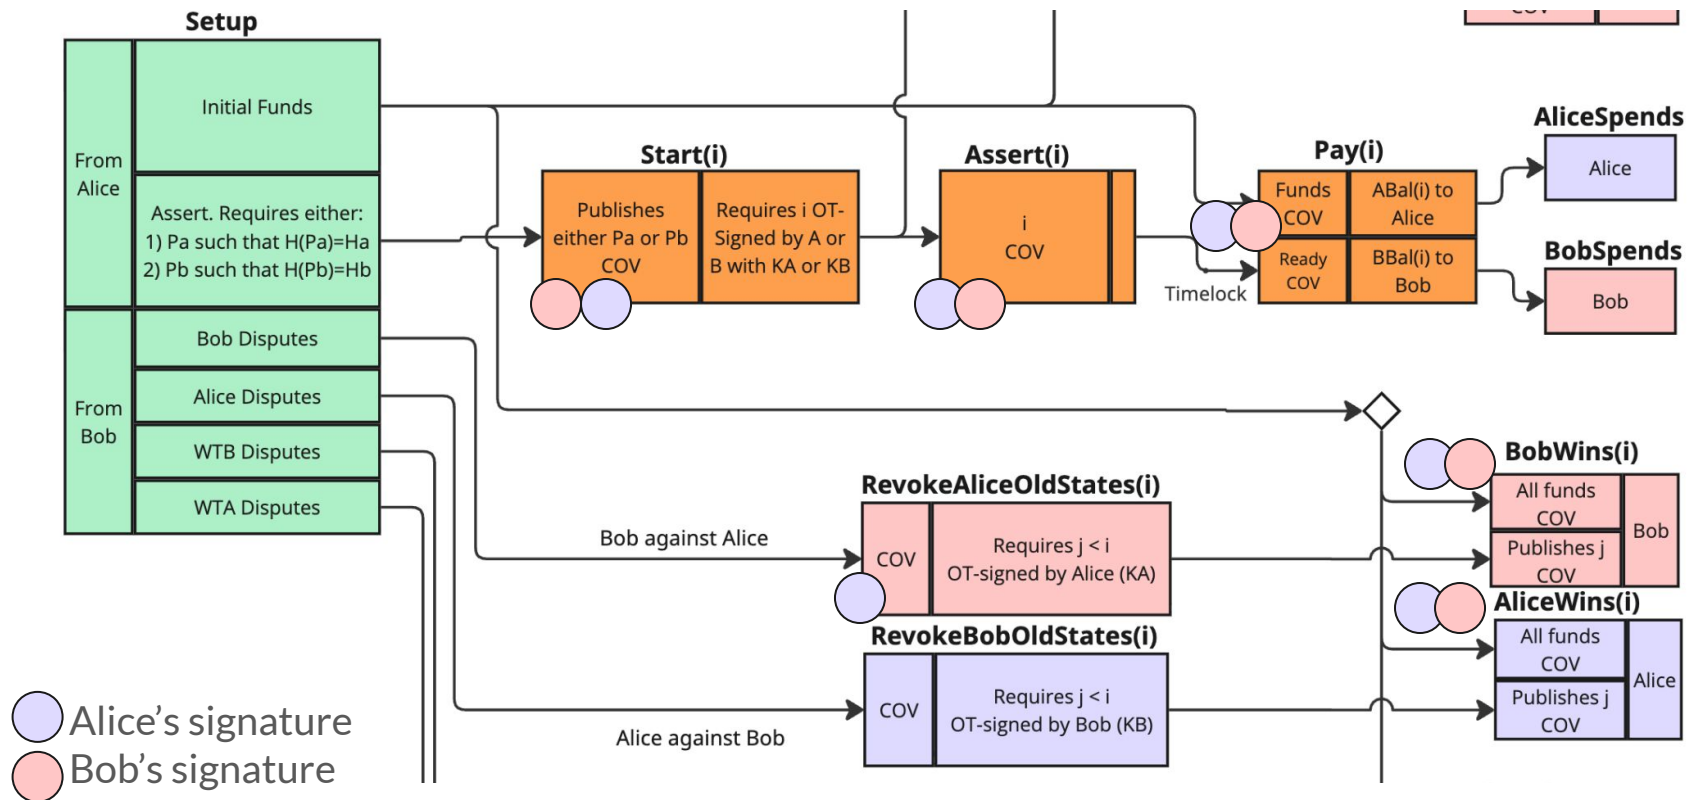 Setup
From
Alice
Initial Funds
Assert. Requires either:
1) Pa such that H(Pa)=Ha
2) Pb such that H(Pb)=Hb
From
Bob
Bob Disputes
Alice Disputes
WTB Disputes
WTA Disputes
Start(i)
Publishes
either Pa or Pb
COV
Requires i OT-
Signed by A or
B with KA or KB
Assert(i)
i
COV
Timelock
Pay(i)
Funds
COV
ABal(i) to
Alice
Ready
COV
BBal(i) to
Bob
AliceSpends
Alice
BobSpends
Bob
Bob against Alice
RevokeAliceOldStates(i)
COV
Requires j < i
OT-signed by Alice (KA)
BobWins(i)
All funds
COV
Publishes j
COV
Bob
Alice against Bob
RevokeBobOldStates(i)
COV
Requires j < i
OT-signed by Bob (KB)
AliceWins(i)
All funds
COV
Publishes j
COV
Alice
Alice's signature
Bob's signature